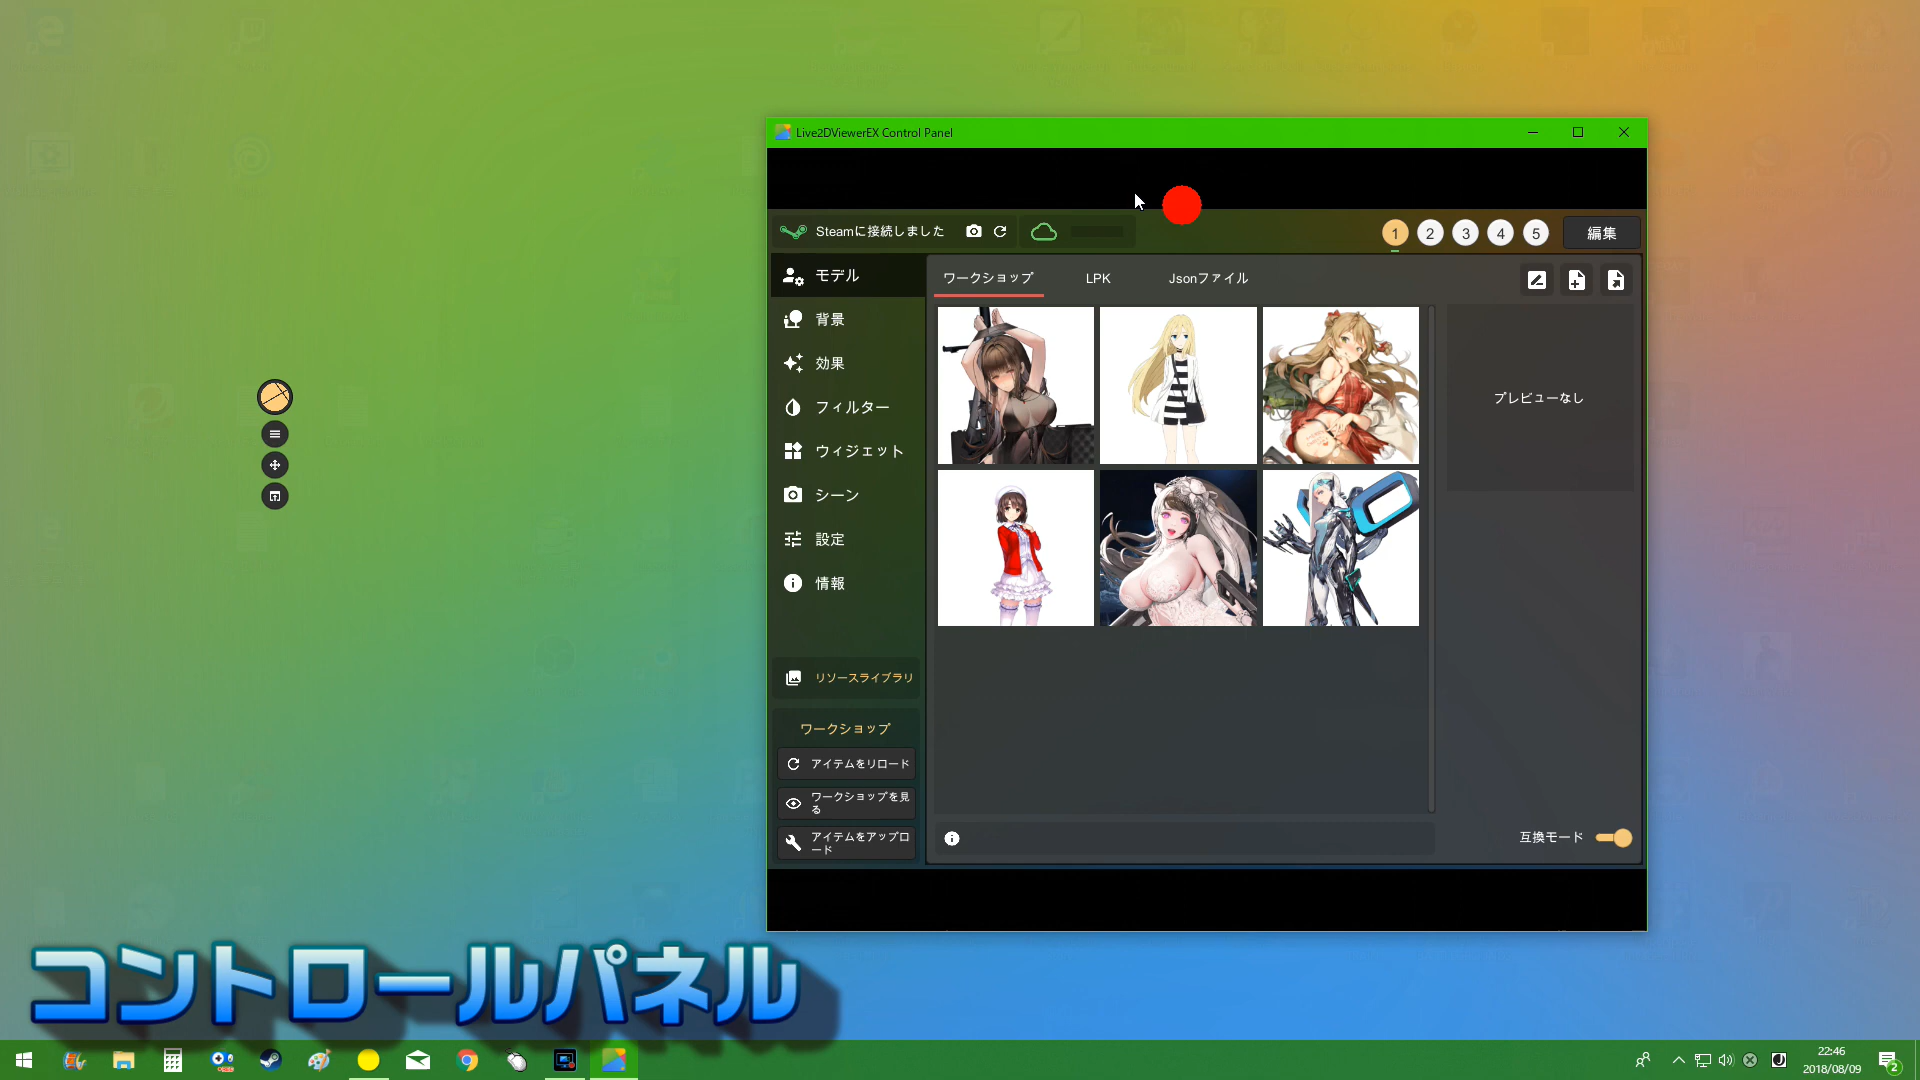 Live2DViewerEX Control Panel
Steamに接続しました
1 2 3 4 5
編集
モデル
背景
効果
フィルター
ウィジェット
シーン
設定
情報
リソースライブラリ
ワークショップ
アイテムをリロード
ワークショップを見
る
アイテムをアップロ
ード
ワークショップ
LPK
Jsonファイル
プレビューなし
互換モード
コントロールパネル
22:46
2018/08/09
2